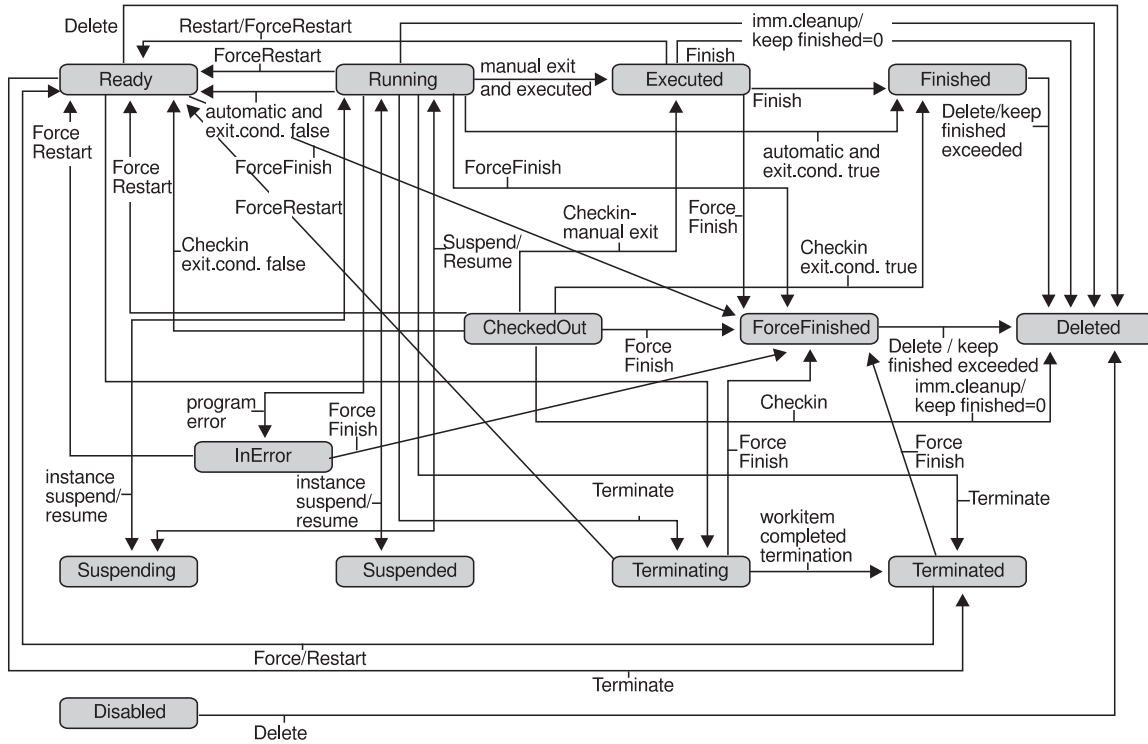 Delete
Restart/ForceRestart
imm.cleanup/
keep finished=0
Finish
ForceRestart
Ready
Running
manual exit
and executed
Executed
Finished
Finish
automatic and
exit.cond. false
Delete/keep
finished
exceeded
Force
Restart
Force
Restart
ForceFinish
ForceFinish
automatic and
exit.cond. true
ForceRestart
Checkin-
manual exit
Force
Finish
Checkin
exit.cond. false
Suspend/
Resume
Checkin
exit.cond. true
CheckedOut
ForceFinished
Deleted
Force
Finish
Delete / keep
finished exceeded
imm.cleanup/
keep finished=0
program
error
Force
Finish
Checkin
InError
Force
Finish
Force
Finish
instance
suspend/
resume
instance
suspend/
resume
Terminate
Terminate
workitem
completed
termination
Suspending
Suspended
Terminating
Terminated
Force/Restart
Terminate
Disabled
Delete